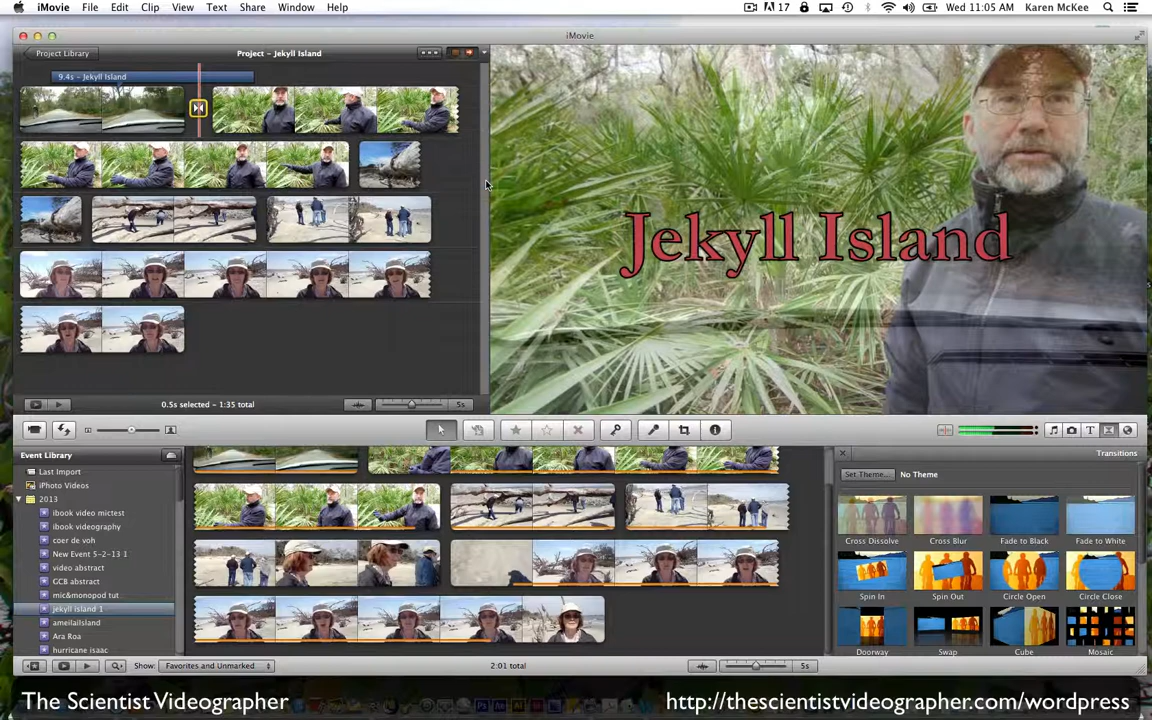 iMovie File Edit Clip View Text Share Window Help
17 Wed 11:05 AM Karen McKee
iMovie
Project Library Project - Jekyll Island
9.4s - Jekyll Island
Jekyll Island
0.5s selected - 1:35 total 5s
Event Library
Last Import
iPhoto Videos
2013
ibook video mictest
ibook videography
coer de voh
New Event 5-2-13 1
video abstract
GCB abstract
mic&monopod tut
jekyll island 1
ameilaIsland
Ara Roa
hurricane isaac
Transitions
Set Theme... No Theme
Cross Dissolve Cross Blur Fade to Black Fade to White
Spin In Spin Out Circle Open Circle Close
Doorway Swap Cube Mosaic
Show: Favorites and Unmarked 2:01 total 5s
The Scientist Videographer http://thescientistvideographer.com/wordpress